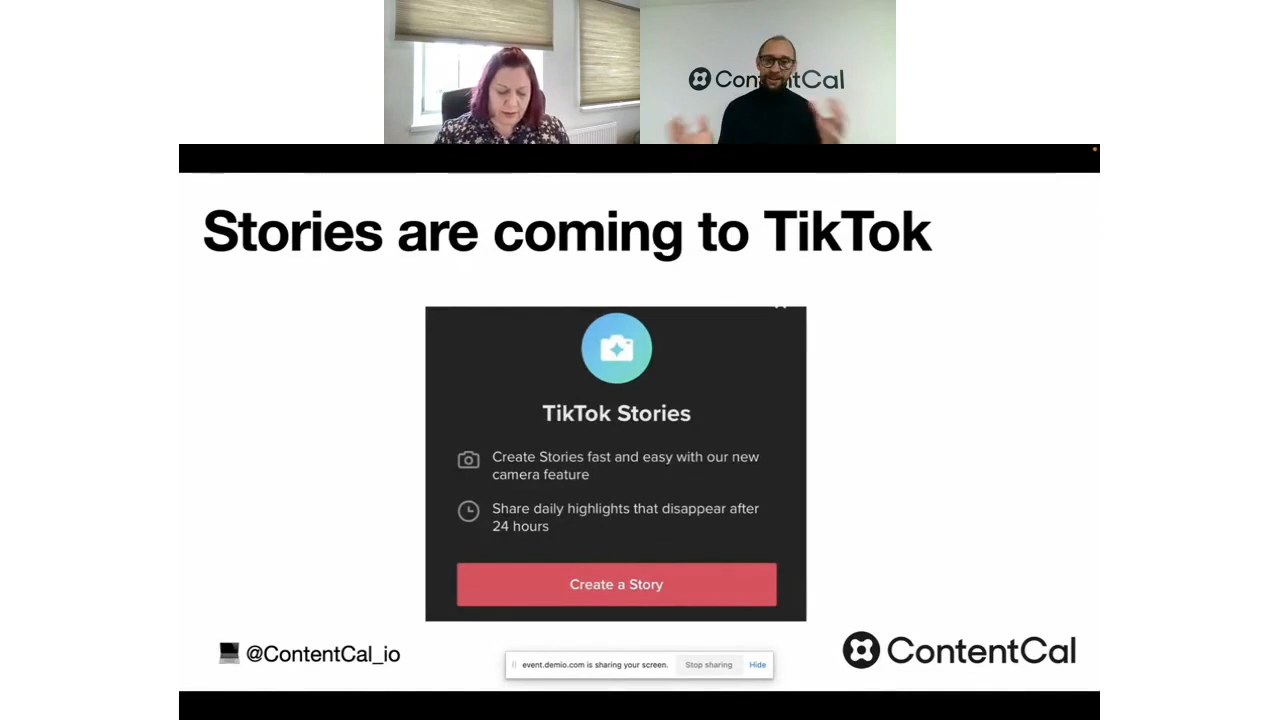 ContentCal
Stories are coming to TikTok
TikTok Stories
Create Stories fast and easy with our new
camera feature
Share daily highlights that disappear after
24 hours
Create a Story
@ContentCal_io
event.demio.com is sharing your screen.
Stop sharing
Hide
ContentCal